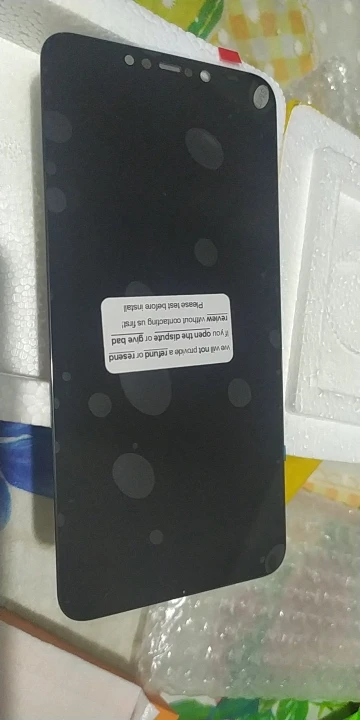 we will not provide a refund or resend
If you open the dispute or give bad
review without contacting us first;
Please test before install